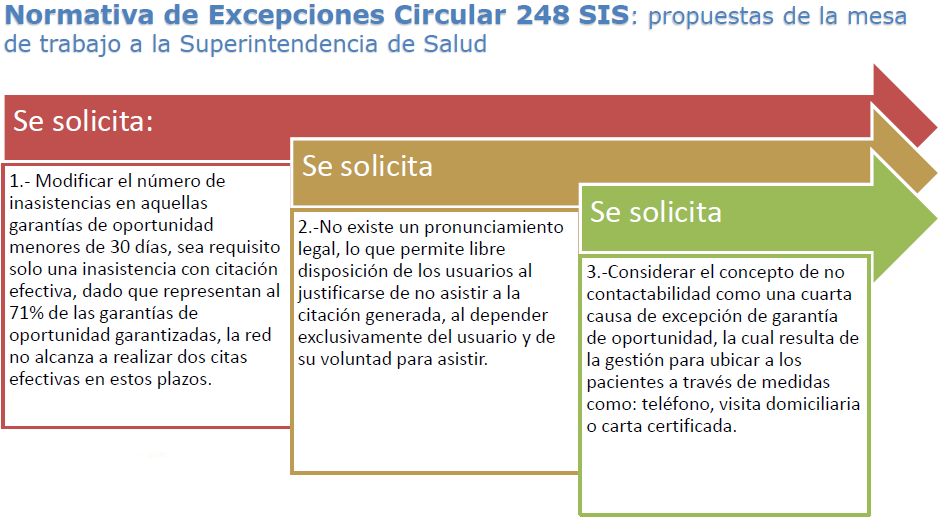 Normativa de Excepciones Circular 248 SIS: propuestas de la mesa
de trabajo a la Superintendencia de Salud
Se solicita:
1.- Modificar el número de
inasistencias en aquellas
garantías de oportunidad
menores de 30 días, sea requisito
solo una inasistencia con citación
efectiva, dado que representan al
71% de las garantías de
oportunidad garantizadas, la red
no alcanza a realizar dos citas
efectivas en estos plazos.
Se solicita
2.-No existe un pronunciamiento
legal, lo que permite libre
disposición de los usuarios al
justificarse de no asistir a la
citación generada, al depender
exclusivamente del usuario y de
su voluntad para asistir.
Se solicita
3.-Considerar el concepto de no
contactabilidad como una cuarta
causa de excepción de garantía
de oportunidad, la cual resulta de
la gestión para ubicar a los
pacientes a través de medidas
como: teléfono, visita domiciliaria
o carta certificada.